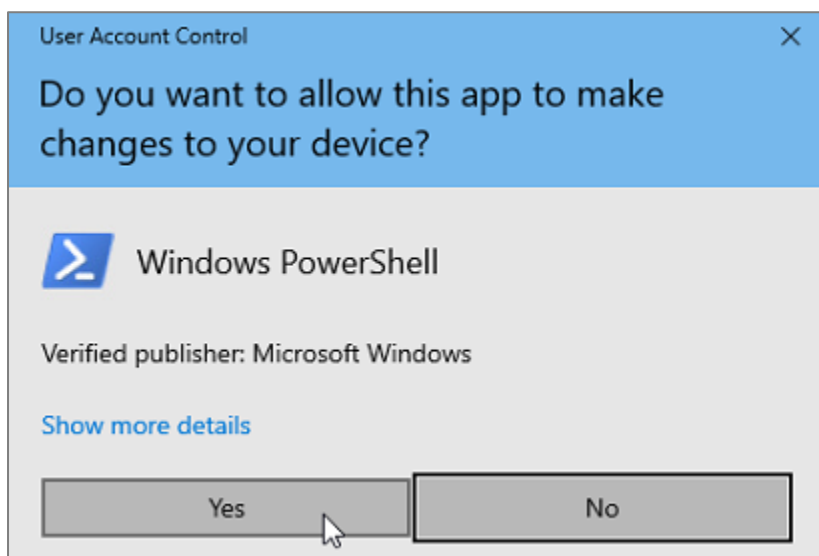 User Account Control
Do you want to allow this app to make
changes to your device?
Windows PowerShell
Verified publisher: Microsoft Windows
Show more details
Yes
No